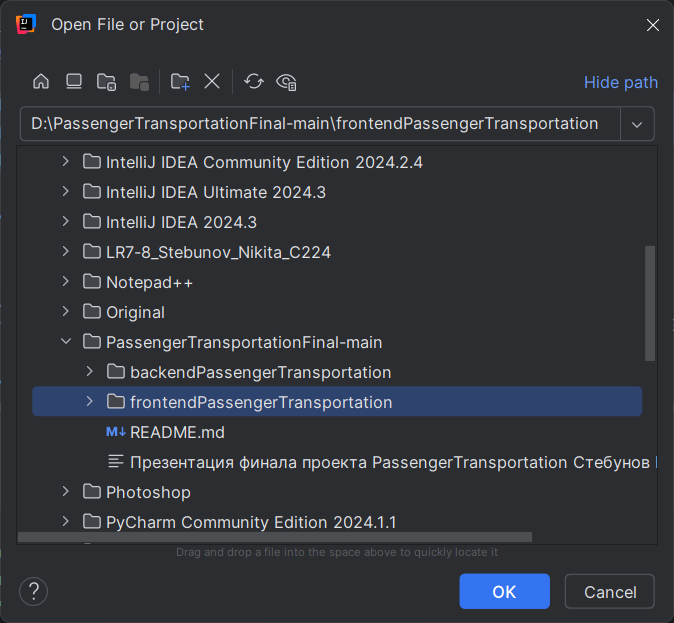 Open File or Project
Hide path
D:\PassengerTransportationFinal-main\frontendPassengerTransportation
IntelliJ IDEA Community Edition 2024.2.4
IntelliJ IDEA Ultimate 2024.3
IntelliJ IDEA 2024.3
LR7-8_Stebunov_Nikita_C224
Notepad++
Original
PassengerTransportationFinal-main
backendPassengerTransportation
frontendPassengerTransportation
M↓ README.md
Презентация финала проекта PassengerTransportation Стебунов
Photoshop
PyCharm Community Edition 2024.1.1
Drag and drop a file into the space above to quickly locate it
? OK Cancel